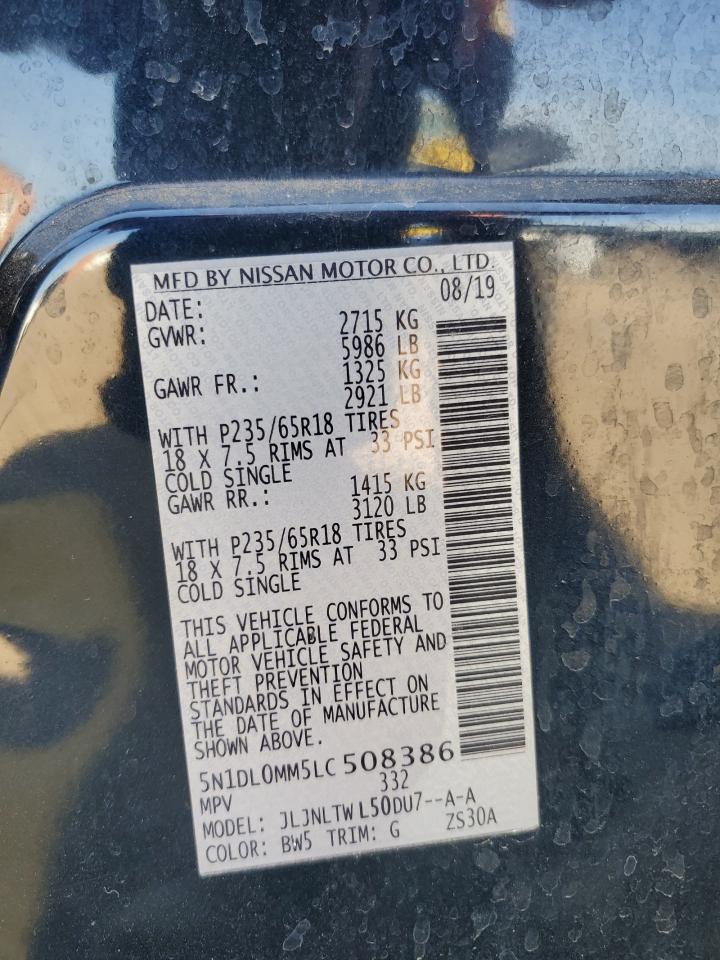 MFD BY NISSAN MOTOR CO., LTD.
DATE: 08/19
GVWR: 2715 KG
5986 LB
GAWR FR.: 1325 KG
2921 LB
WITH P235/65R18 TIRES
18 X 7.5 RIMS AT 33 PSI
COLD SINGLE
GAWR RR.: 1415 KG
3120 LB
WITH P235/65R18 TIRES
18 X 7.5 RIMS AT 33 PSI
COLD SINGLE
THIS VEHICLE CONFORMS TO
ALL APPLICABLE FEDERAL
MOTOR VEHICLE SAFETY AND
THEFT PREVENTION
STANDARDS IN EFFECT ON
THE DATE OF MANUFACTURE
SHOWN ABOVE.
5N1DL0MM5LC508386
MPV 332
MODEL: JLJNLTWL50DU7--A-A
COLOR: BW5 TRIM: G ZS30A